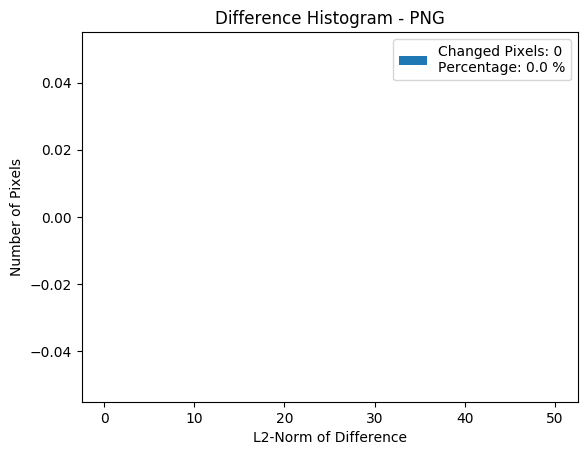 Difference Histogram - PNG
Changed Pixels: 0
Percentage: 0.0 %
Number of Pixels
0.04
0.02
0.00
−0.02
−0.04
0 10 20 30 40 50
L2-Norm of Difference